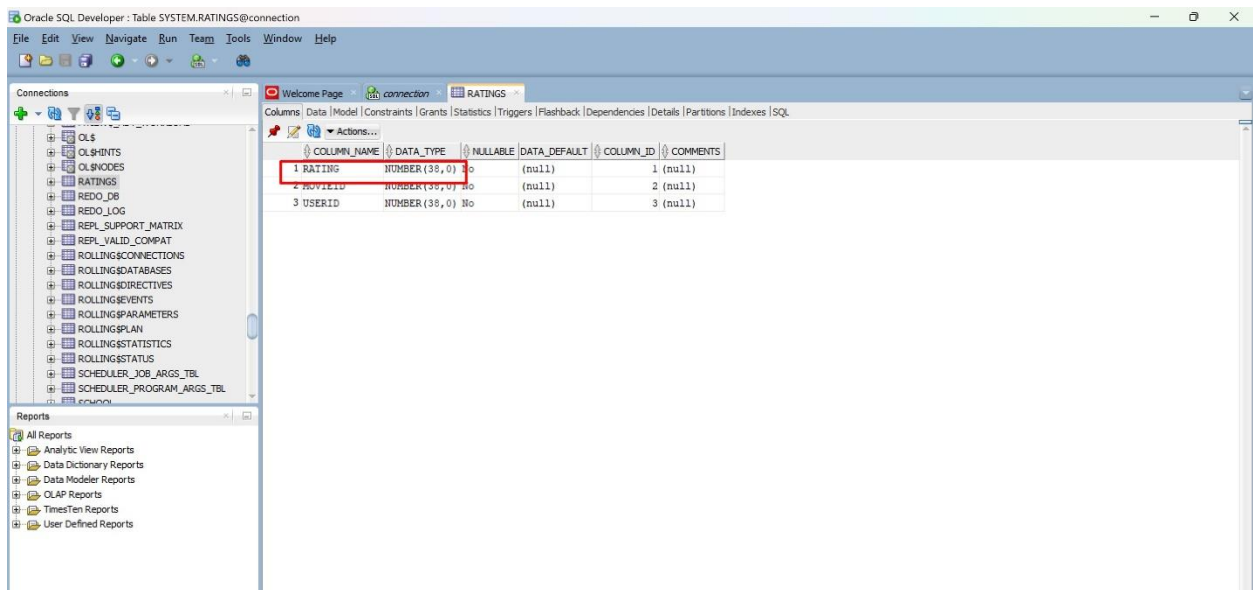 Oracle SQL Developer : Table SYSTEM.RATINGS@connection
File Edit View Navigate Run Team Tools Window Help
Connections
Welcome Page
connection
RATINGS
Columns Data |Model |Constraints |Grants |Statistics |Triggers |Flashback |Dependencies |Details |Partitions |Indexes |SQL
Actions...
COLUMN_NAME DATA_TYPE NULLABLE DATA_DEFAULT COLUMN_ID COMMENTS
1 RATING NUMBER(38,0) No (null) 1 (null)
2 MOVIEID NUMBER(38,0) No (null) 2 (null)
3 USERID NUMBER(38,0) No (null) 3 (null)
OL$
OL$HINTS
OL$NODES
RATINGS
REDO_DB
REDO_LOG
REPL_SUPPORT_MATRIX
REPL_VALID_COMPAT
ROLLING$CONNECTIONS
ROLLING$DATABASES
ROLLING$DIRECTIVES
ROLLING$EVENTS
ROLLING$PARAMETERS
ROLLING$PLAN
ROLLING$STATISTICS
ROLLING$STATUS
SCHEDULER_JOB_ARGS_TBL
SCHEDULER_PROGRAM_ARGS_TBL
Reports
All Reports
Analytic View Reports
Data Dictionary Reports
Data Modeler Reports
OLAP Reports
TimesTen Reports
User Defined Reports